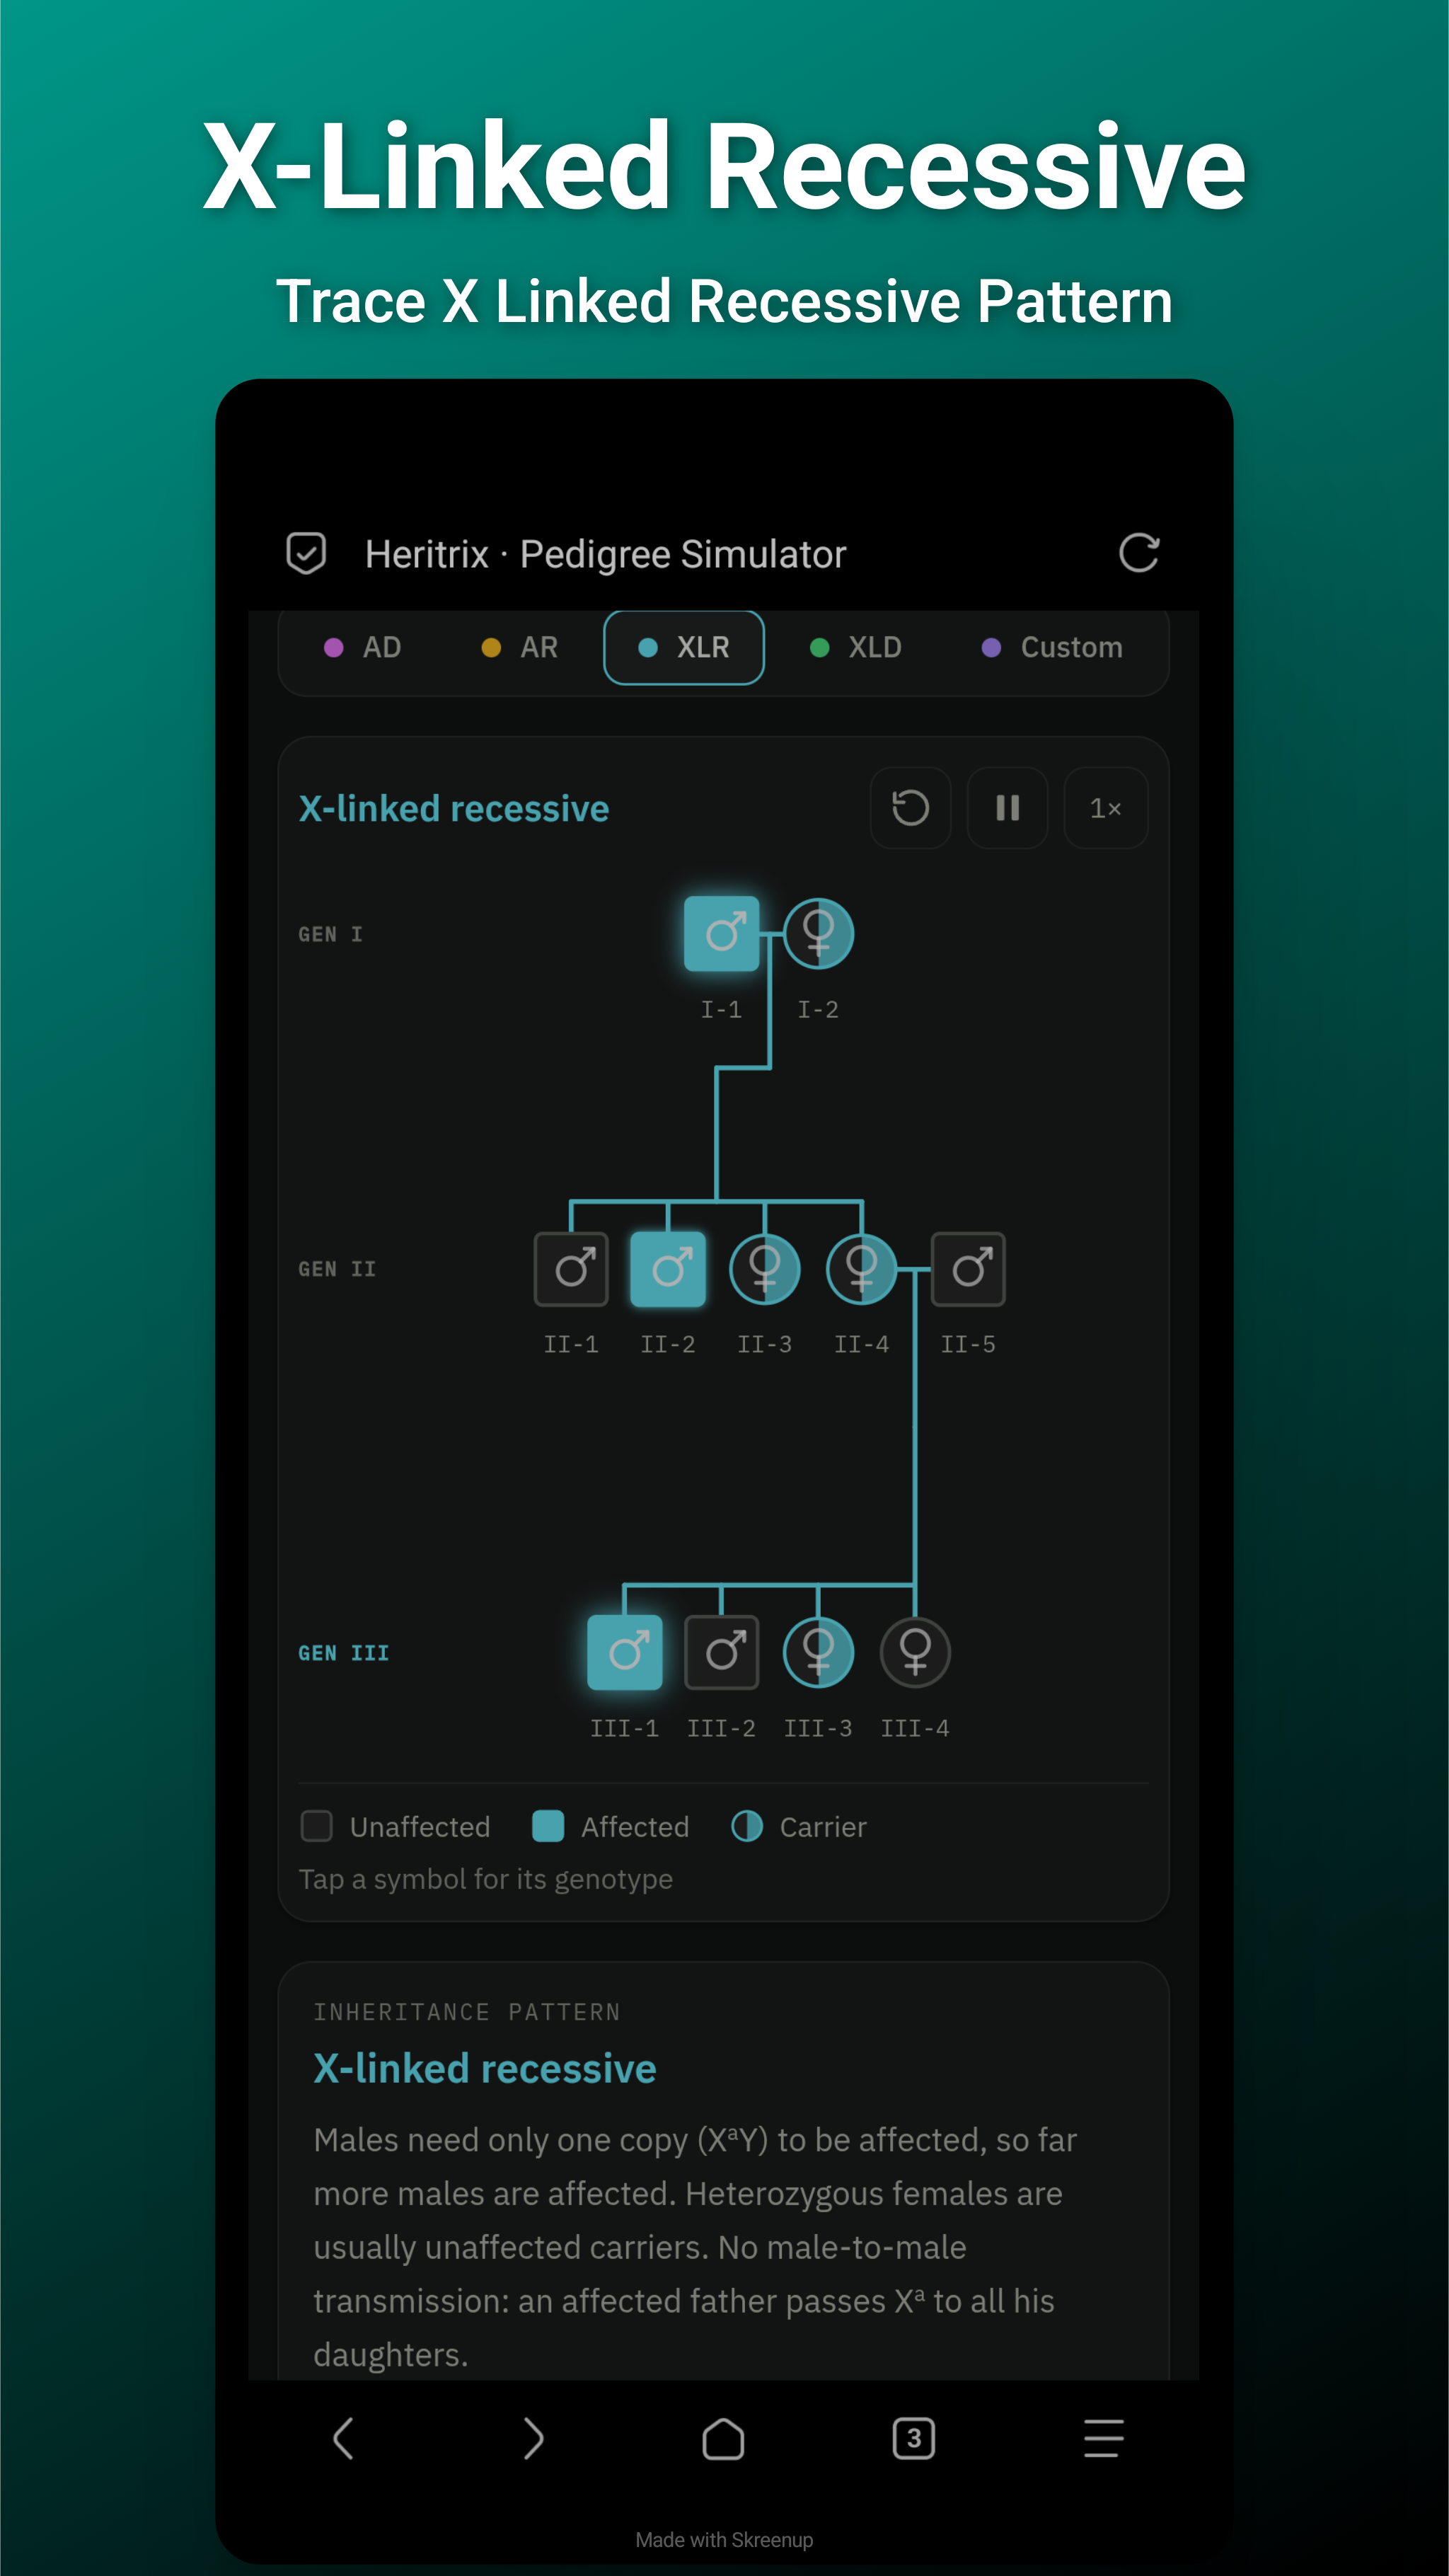 X-Linked Recessive
Trace X Linked Recessive Pattern
Heritrix · Pedigree Simulator
AD AR XLR XLD Custom
X-linked recessive 1×
GEN I
I-1 I-2
GEN II
II-1 II-2 II-3 II-4 II-5
GEN III
III-1 III-2 III-3 III-4
Unaffected Affected Carrier
Tap a symbol for its genotype
INHERITANCE PATTERN
X-linked recessive
Males need only one copy (XᵃY) to be affected, so far
more males are affected. Heterozygous females are
usually unaffected carriers. No male-to-male
transmission: an affected father passes Xᵃ to all his
daughters.
3
Made with Skreenup